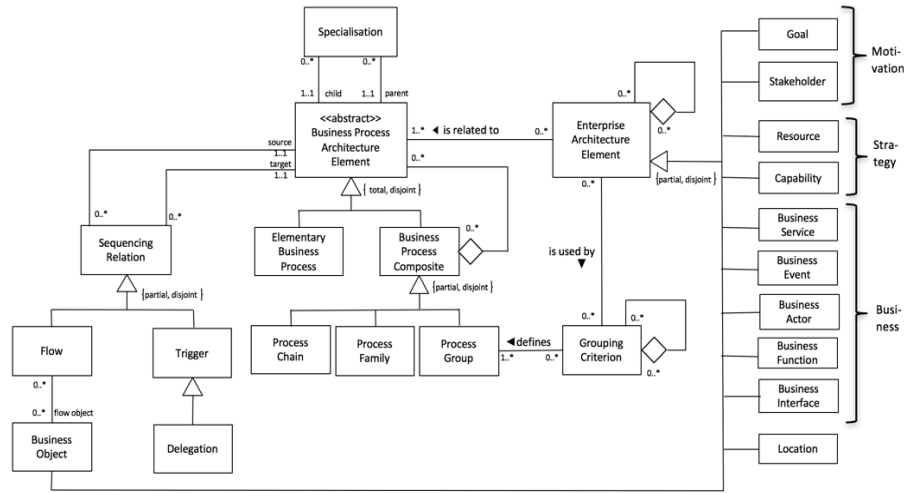 Specialisation
0..*
0..*
1..1
child
1..1
parent
<<abstract>>
Business Process
Architecture
Element
source
1..1
target
1..1
1..*
◄ is related to
0..*
0..*
0..*
0..*
Enterprise
Architecture
Element
0..*
{partial, disjoint }
{ total, disjoint}
0..*
0..*
Sequencing
Relation
Elementary
Business
Process
Business
Process
Composite
0..*
is used by
▼
{partial, disjoint }
{partial, disjoint }
Flow
Trigger
Process
Chain
Process
Family
Process
Group
◄ defines
1..*
0..*
0..*
0..*
0..*
Grouping
Criterion
0..*
0..*
flow object
Business
Object
Delegation
Goal
Stakeholder
Moti-
vation
Resource
Capability
Stra-
tegy
Business
Service
Business
Event
Business
Actor
Business
Function
Business
Interface
Busi-
ness
Location